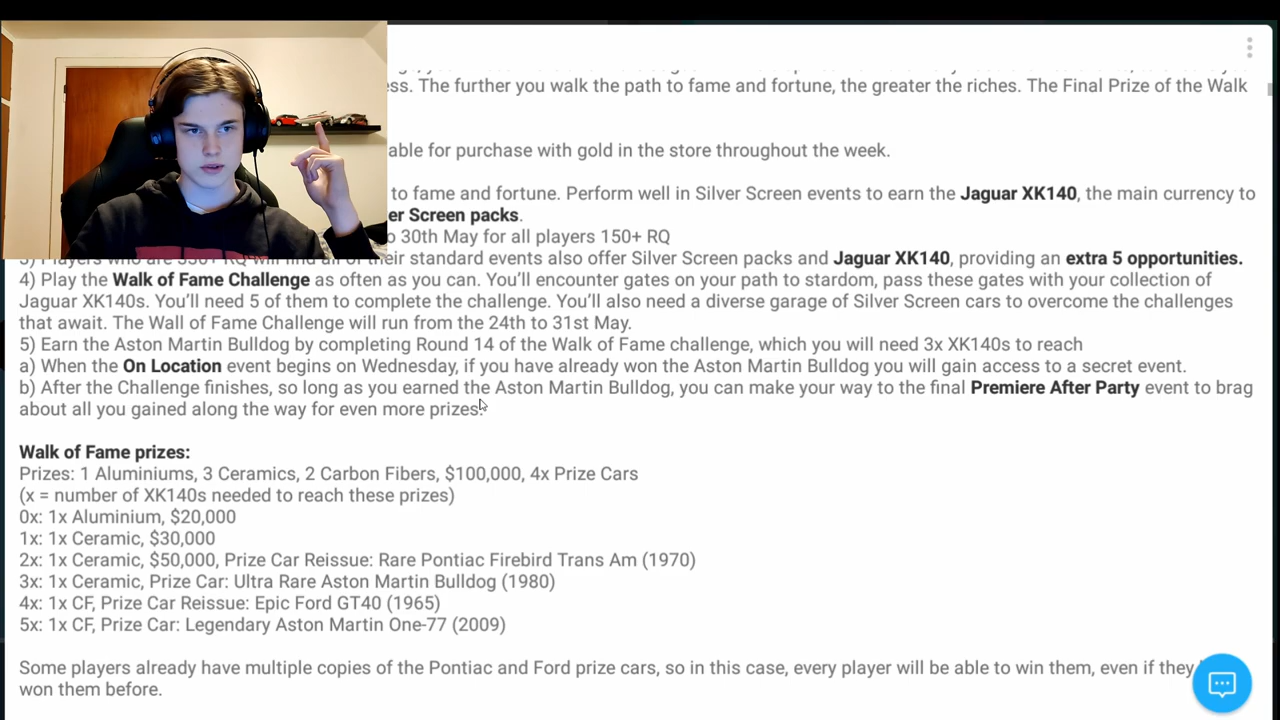 ess. The further you walk the path to fame and fortune, the greater the riches. The Final Prize of the Walk
able for purchase with gold in the store throughout the week.
to fame and fortune. Perform well in Silver Screen events to earn the Jaguar XK140, the main currency to
er Screen packs.
o 30th May for all players 150+ RQ
3) Players who are 350+ RQ will find all of their standard events also offer Silver Screen packs and Jaguar XK140, providing an extra 5 opportunities.
4) Play the Walk of Fame Challenge as often as you can. You'll encounter gates on your path to stardom, pass these gates with your collection of
Jaguar XK140s. You'll need 5 of them to complete the challenge. You'll also need a diverse garage of Silver Screen cars to overcome the challenges
that await. The Wall of Fame Challenge will run from the 24th to 31st May.
5) Earn the Aston Martin Bulldog by completing Round 14 of the Walk of Fame challenge, which you will need 3x XK140s to reach
a) When the On Location event begins on Wednesday, if you have already won the Aston Martin Bulldog you will gain access to a secret event.
b) After the Challenge finishes, so long as you earned the Aston Martin Bulldog, you can make your way to the final Premiere After Party event to brag
about all you gained along the way for even more prizes.
Walk of Fame prizes:
Prizes: 1 Aluminiums, 3 Ceramics, 2 Carbon Fibers, $100,000, 4x Prize Cars
(x = number of XK140s needed to reach these prizes)
0x: 1x Aluminium, $20,000
1x: 1x Ceramic, $30,000
2x: 1x Ceramic, $50,000, Prize Car Reissue: Rare Pontiac Firebird Trans Am (1970)
3x: 1x Ceramic, Prize Car: Ultra Rare Aston Martin Bulldog (1980)
4x: 1x CF, Prize Car Reissue: Epic Ford GT40 (1965)
5x: 1x CF, Prize Car: Legendary Aston Martin One-77 (2009)
Some players already have multiple copies of the Pontiac and Ford prize cars, so in this case, every player will be able to win them, even if they
won them before.